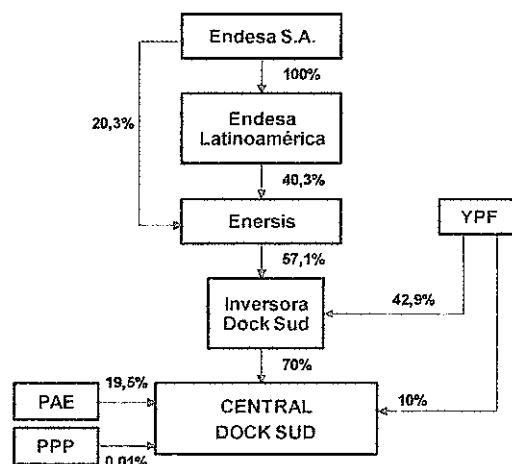 Endesa S.A.
100%
20,3%
Endesa
Latinoamérica
40,3%
Enersis
YPF
57,1%
Inversora
Dock Sud
42,9%
70%
19,5%
PAE
CENTRAL
DOCK SUD
10%
PPP
0,01%